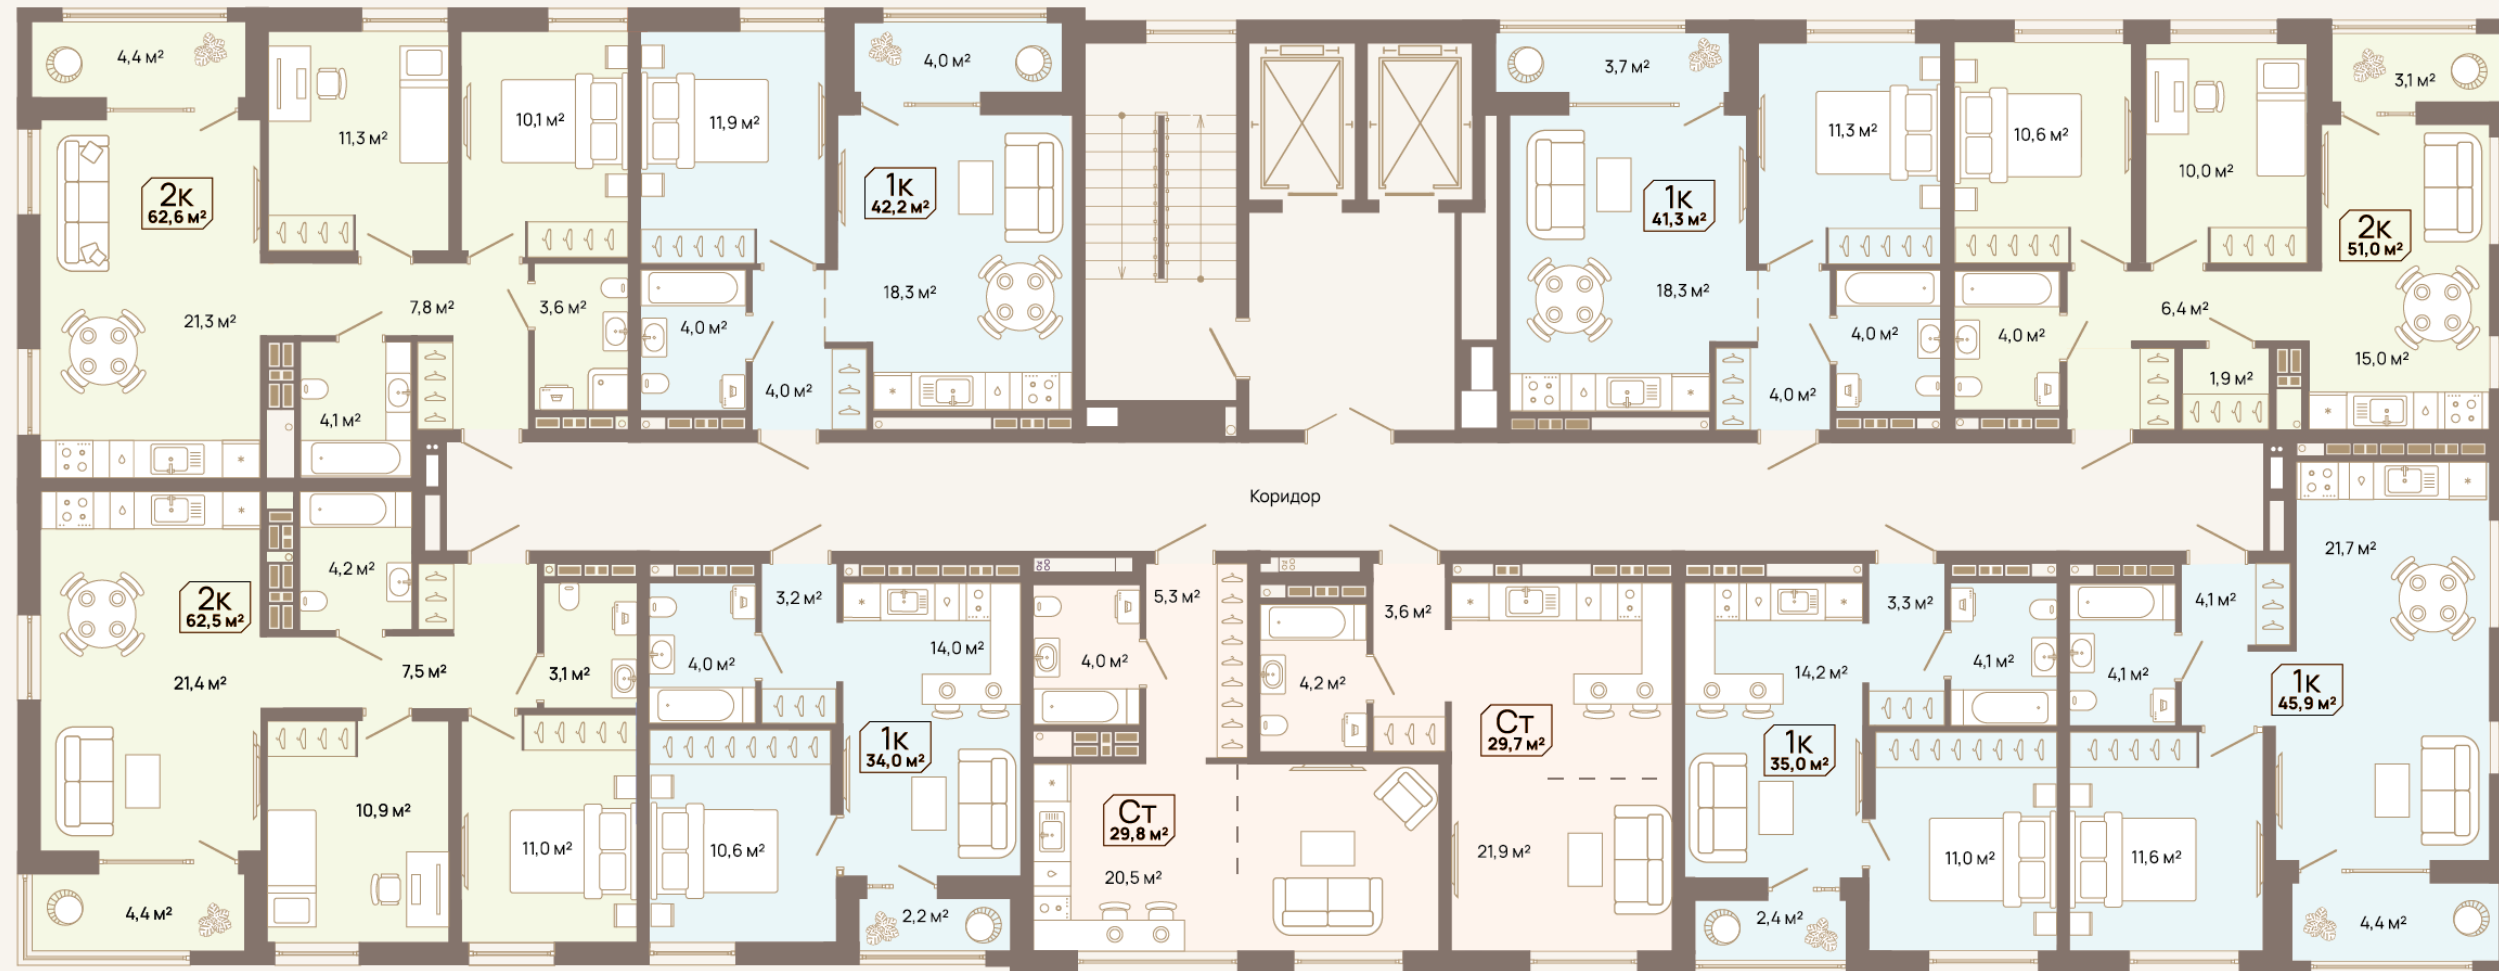 4,4 м²
11,3 м²
10,1 м²
11,9 м²
4,0 м²
2К
62,6 м²
1К
42,2 м²
21,3 м²
7,8 м²
3,6 м²
4,0 м²
18,3 м²
4,1 м²
4,0 м²
3,7 м²
11,3 м²
10,6 м²
10,0 м²
3,1 м²
1К
41,3 м²
2К
51,0 м²
18,3 м²
4,0 м²
4,0 м²
6,4 м²
15,0 м²
4,0 м²
1,9 м²
Коридор
2К
62,5 м²
4,2 м²
21,4 м²
7,5 м²
3,1 м²
10,9 м²
11,0 м²
4,4 м²
3,2 м²
4,0 м²
14,0 м²
1К
34,0 м²
10,6 м²
2,2 м²
5,3 м²
4,0 м²
Ст
29,8 м²
20,5 м²
3,6 м²
4,2 м²
Ст
29,7 м²
21,9 м²
3,3 м²
14,2 м²
4,1 м²
1К
35,0 м²
11,0 м²
2,4 м²
21,7 м²
4,1 м²
4,1 м²
1К
45,9 м²
11,6 м²
4,4 м²